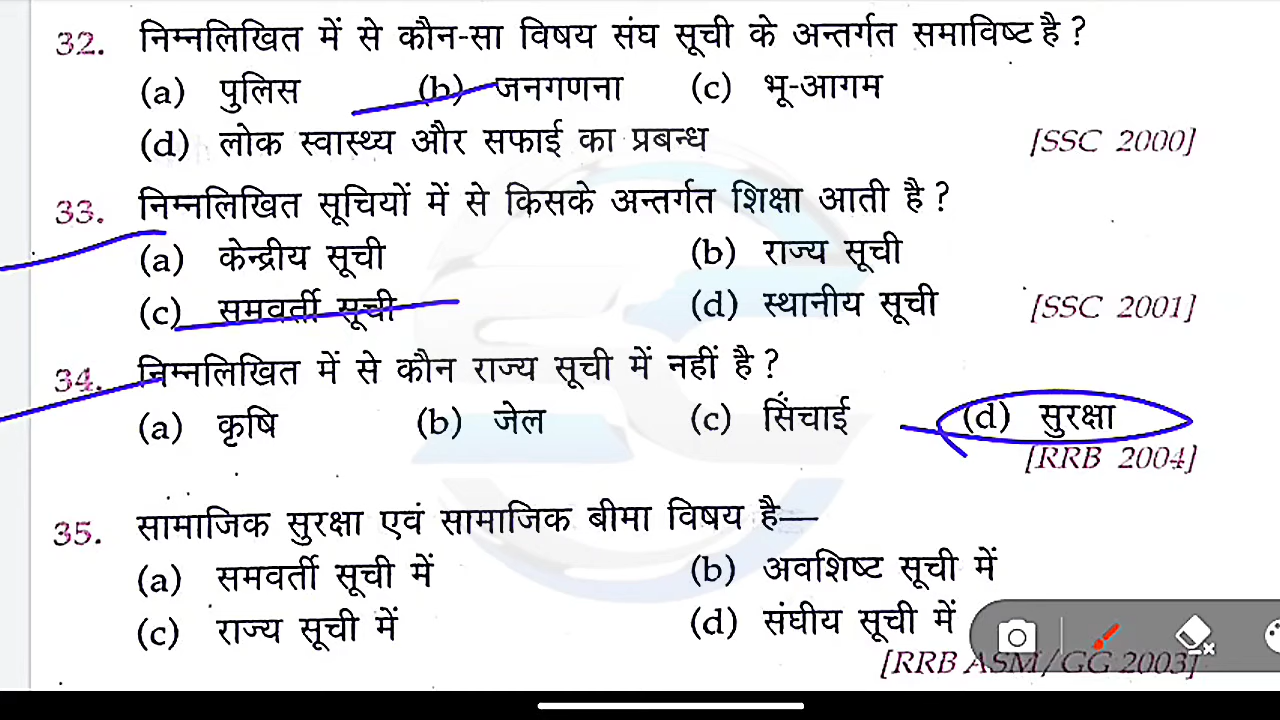 32. निम्नलिखित में से कौन-सा विषय संघ सूची के अन्तर्गत समाविष्ट है ?
(a) पुलिस (b) जनगणना (c) भू-आगम
(d) लोक स्वास्थ्य और सफाई का प्रबन्ध [SSC 2000]
33. निम्नलिखित सूचियों में से किसके अन्तर्गत शिक्षा आती है ?
(a) केन्द्रीय सूची (b) राज्य सूची
(c) समवर्ती सूची (d) स्थानीय सूची [SSC 2001]
34. निम्नलिखित में से कौन राज्य सूची में नहीं है ?
(a) कृषि (b) जेल (c) सिंचाई (d) सुरक्षा
[RRB 2004]
35. सामाजिक सुरक्षा एवं सामाजिक बीमा विषय है—
(a) समवर्ती सूची में (b) अवशिष्ट सूची में
(c) राज्य सूची में (d) संघीय सूची में
[RRB ASM/GG 2003]